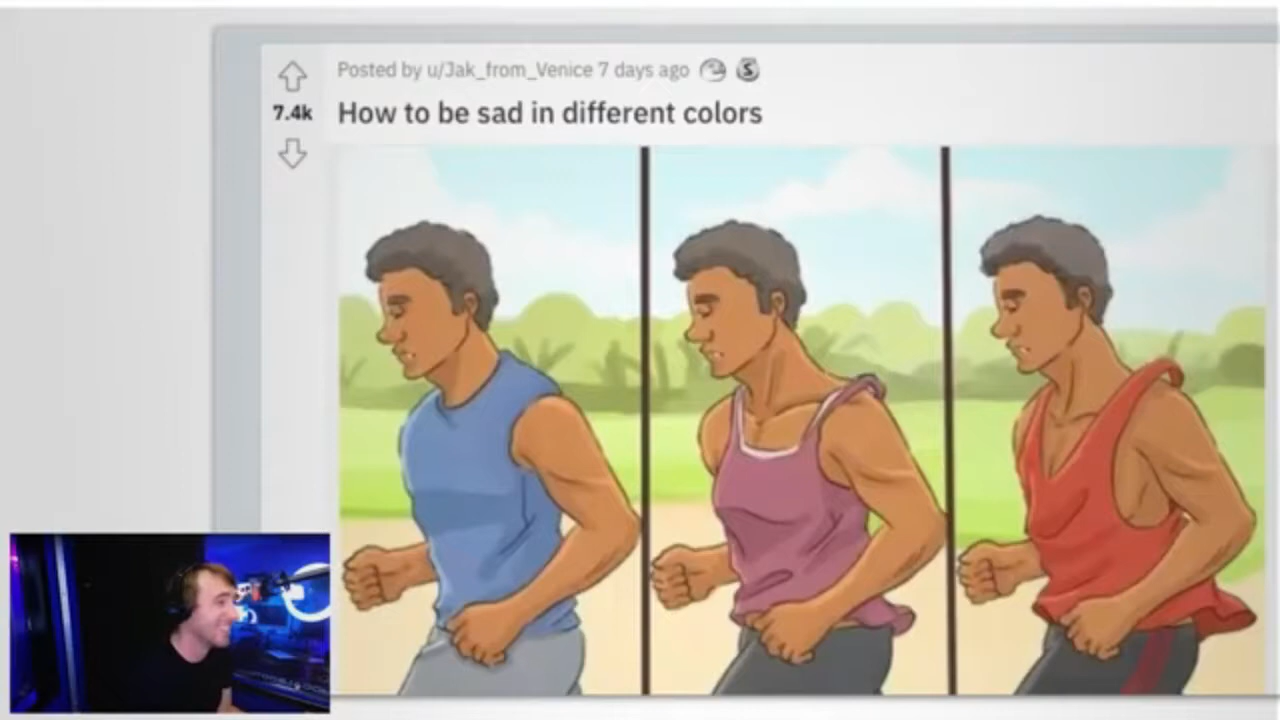 Posted by u/Jak_from_Venice 7 days ago
7.4k
How to be sad in different colors